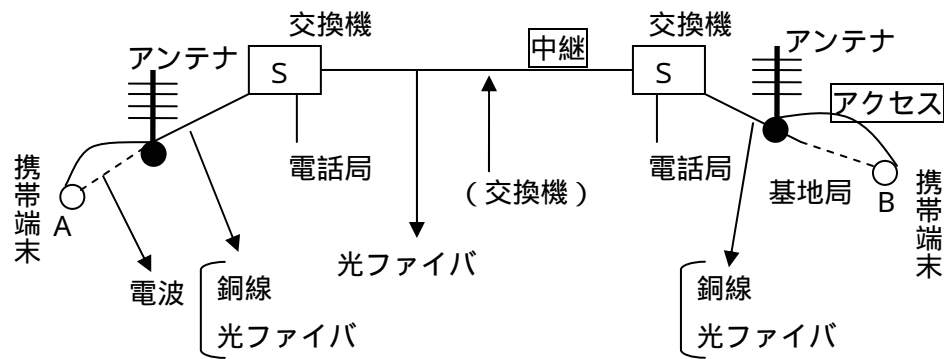 交換機
交換機
アンテナ
S
中継
S
アンテナ
アクセス
電話局
（交換機）
電話局
基地局
携帯端末
A
B
携帯端末
電波
光ファイバ
銅線
光ファイバ
銅線
光ファイバ